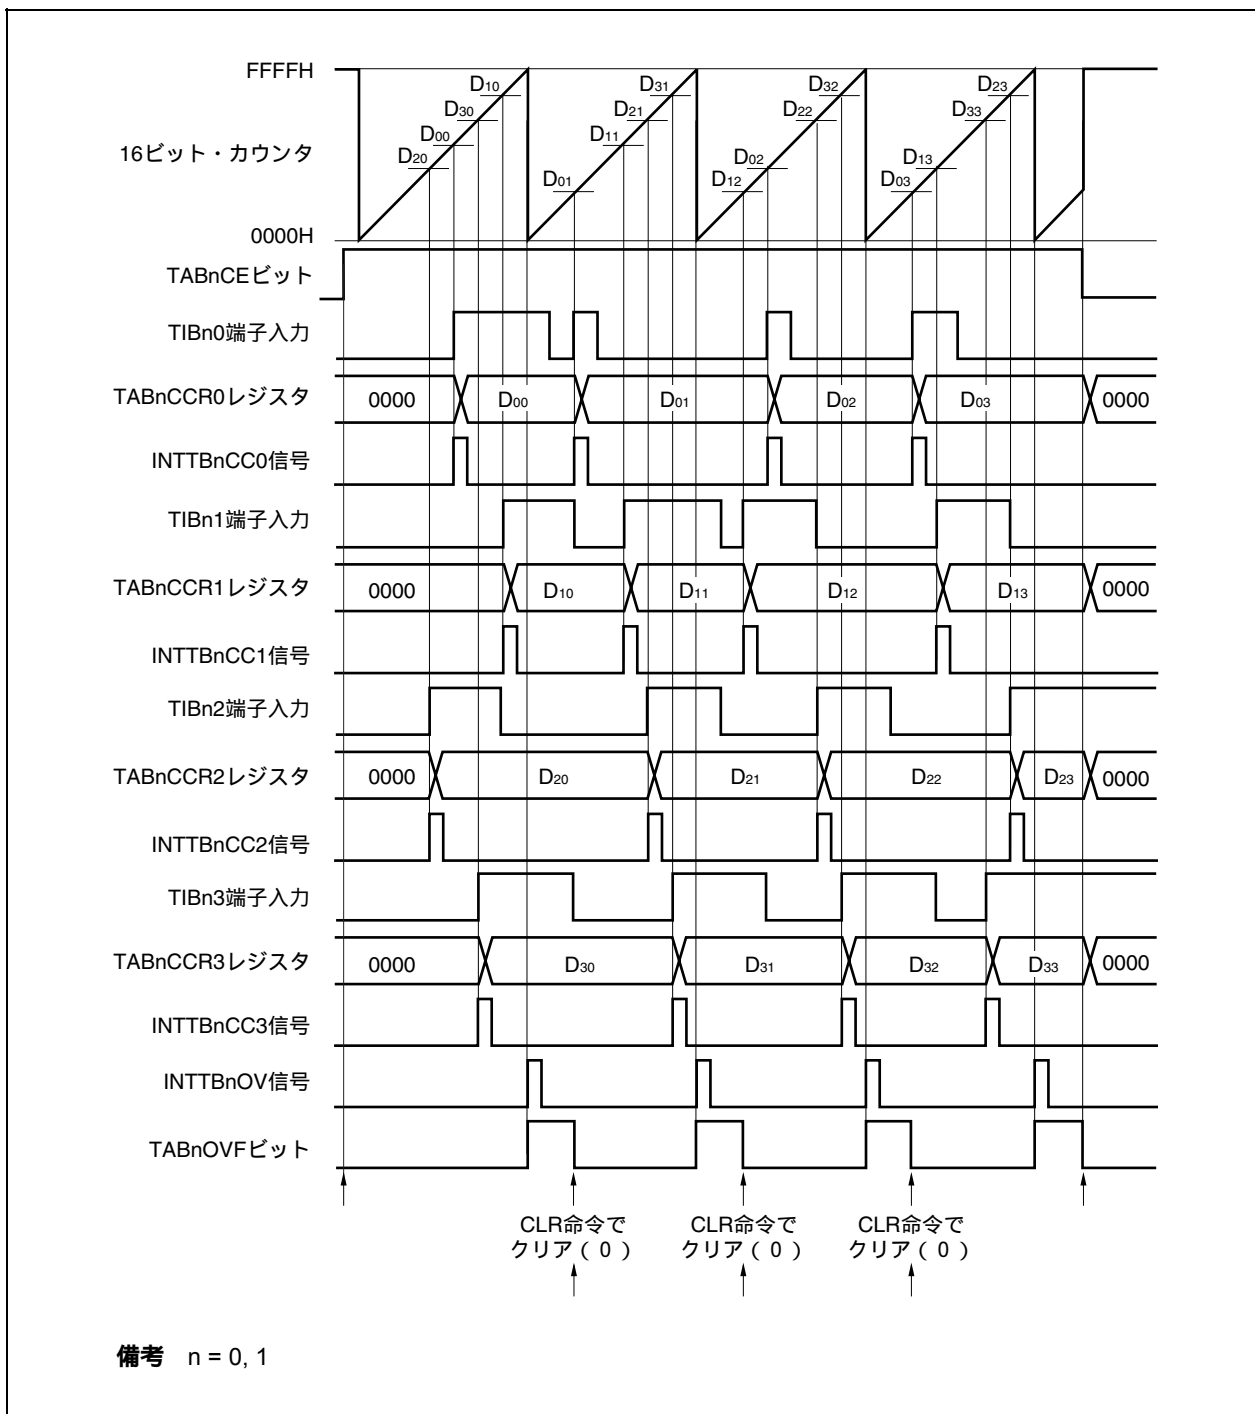 FFFFH
D10
D31
D32
D23
D30
D21
D22
D33
D00
D11
16ビット・カウンタ
D20
D02
D13
D01
D12
D03
0000H
TABnCEビット
TIBn0端子入力
TABnCCR0レジスタ 0000 D00 D01 D02 D03 0000
INTTBnCC0信号
TIBn1端子入力
TABnCCR1レジスタ 0000 D10 D11 D12 D13 0000
INTTBnCC1信号
TIBn2端子入力
TABnCCR2レジスタ 0000 D20 D21 D22 D23 0000
INTTBnCC2信号
TIBn3端子入力
TABnCCR3レジスタ 0000 D30 D31 D32 D33 0000
INTTBnCC3信号
INTTBnOV信号
TABnOVFビット
CLR命令で
クリア(0)
CLR命令で
クリア(0)
CLR命令で
クリア(0)
備考 n = 0, 1